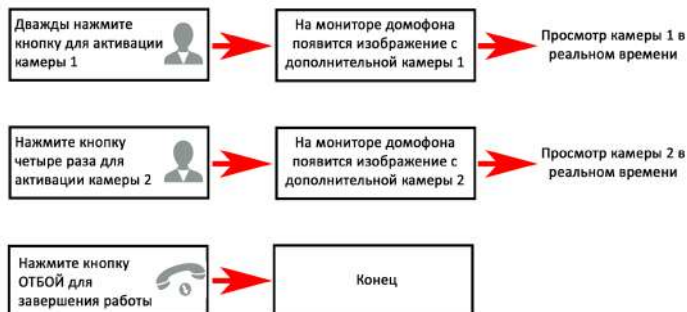 Дважды нажмите
кнопку для активации
камеры 1
На мониторе домофона
появится изображение с
дополнительной камеры 1
Просмотр камеры 1 в
реальном времени
Нажмите кнопку
четыре раза для
активации камеры 2
На мониторе домофона
появится изображение с
дополнительной камеры 2
Просмотр камеры 2 в
реальном времени
Нажмите кнопку
ОТБОЙ для
завершения работы
Конец